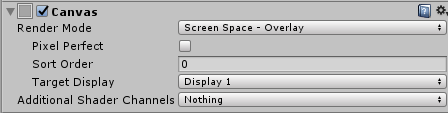 Canvas
Render Mode Screen Space - Overlay
Pixel Perfect
Sort Order 0
Target Display Display 1
Additional Shader Channels Nothing